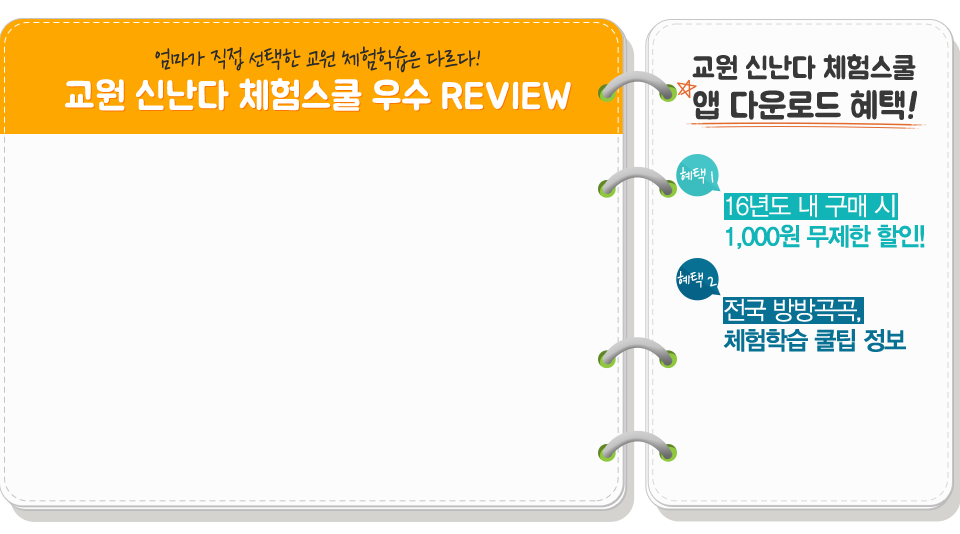 엄마가 직접 선택한 교원 체험학습은 다르다!
교원 신난다 체험스쿨 우수 REVIEW
교원 신난다 체험스쿨
앱 다운로드 혜택!
혜택 1
16년도 내 구매 시
1,000원 무제한 할인!
혜택 2
전국 방방곡곡,
체험학습 쿨팁 정보